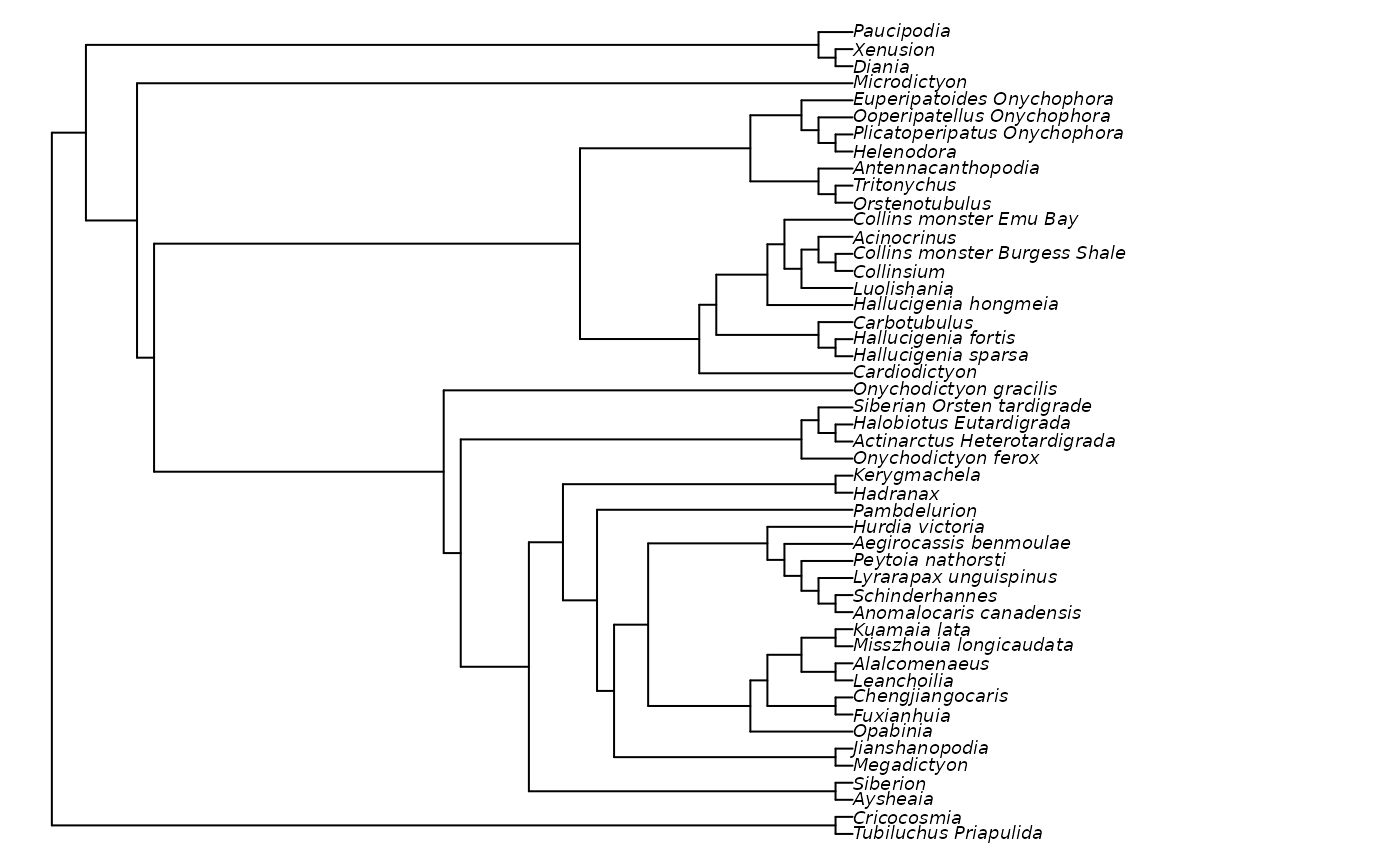 Paucipodia
Xenusion
Diania
Microdictyon
Euperipatoides Onychophora
Ooperipatellus Onychophora
Plicatoperipatus Onychophora
Helenodora
Antennacanthopodia
Tritonychus
Orstenotubulus
Collins monster Emu Bay
Acinocrinus
Collins monster Burgess Shale
Collinsium
Luolishania
Hallucigenia hongmeia
Carbotubulus
Hallucigenia fortis
Hallucigenia sparsa
Cardiodictyon
Onychodictyon gracilis
Siberian Orsten tardigrade
Halobiotus Eutardigrada
Actinarctus Heterotardigrada
Onychodictyon ferox
Kerygmachela
Hadranax
Pambdelurion
Hurdia victoria
Aegirocassis benmoulae
Peytoia nathorsti
Lyrarapax unguispinus
Schinderhannes
Anomalocaris canadensis
Kuamaia lata
Misszhouia longicaudata
Alalcomenaeus
Leanchoilia
Chengjiangocaris
Fuxianhuia
Opabinia
Jianshanopodia
Megadictyon
Siberion
Aysheaia
Cricocosmia
Tubiluchus Priapulida